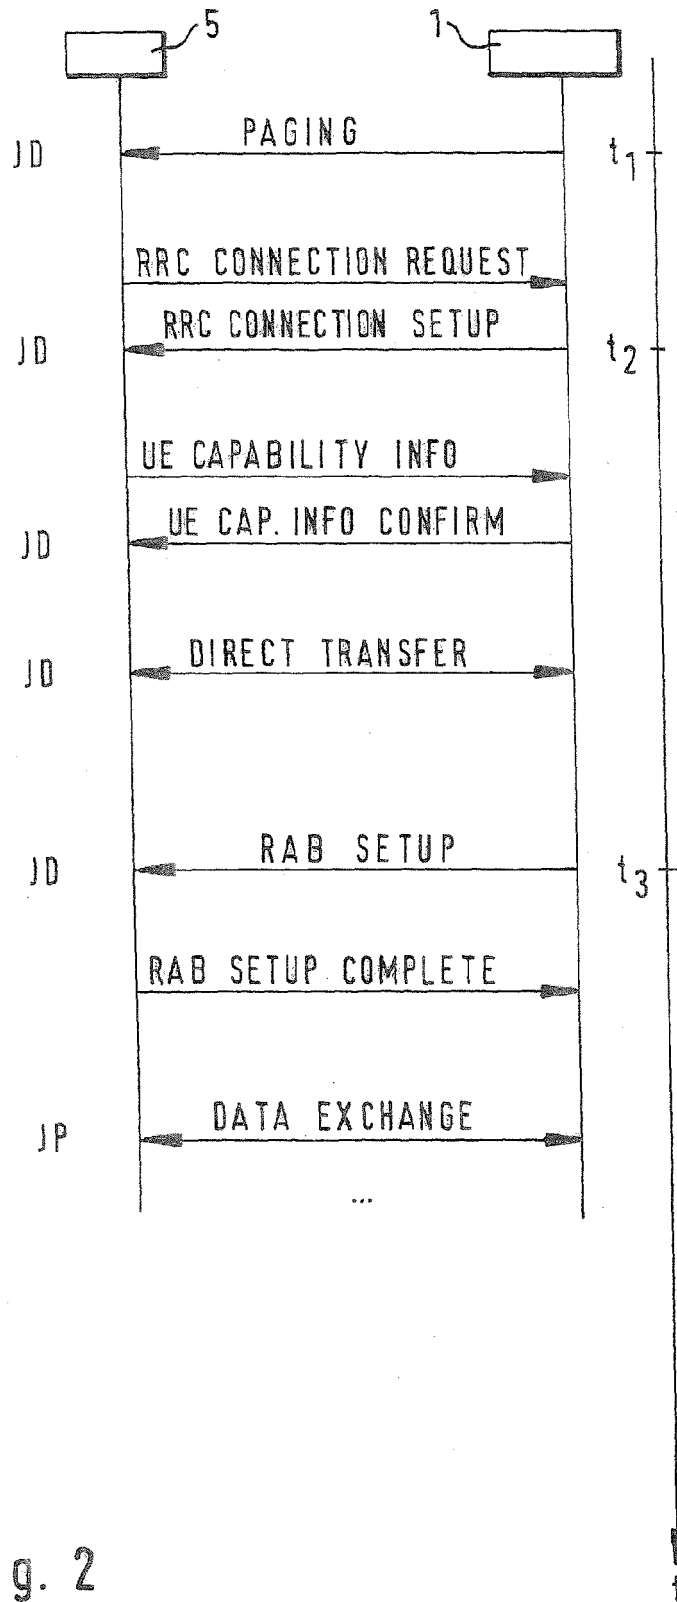 5 1
JD PAGING t1
RRC CONNECTION REQUEST
JD RRC CONNECTION SETUP t2
UE CAPABILITY INFO
JD UE CAP. INFO CONFIRM
JD DIRECT TRANSFER
JD RAB SETUP t3
RAB SETUP COMPLETE
JP DATA EXCHANGE
...
g. 2